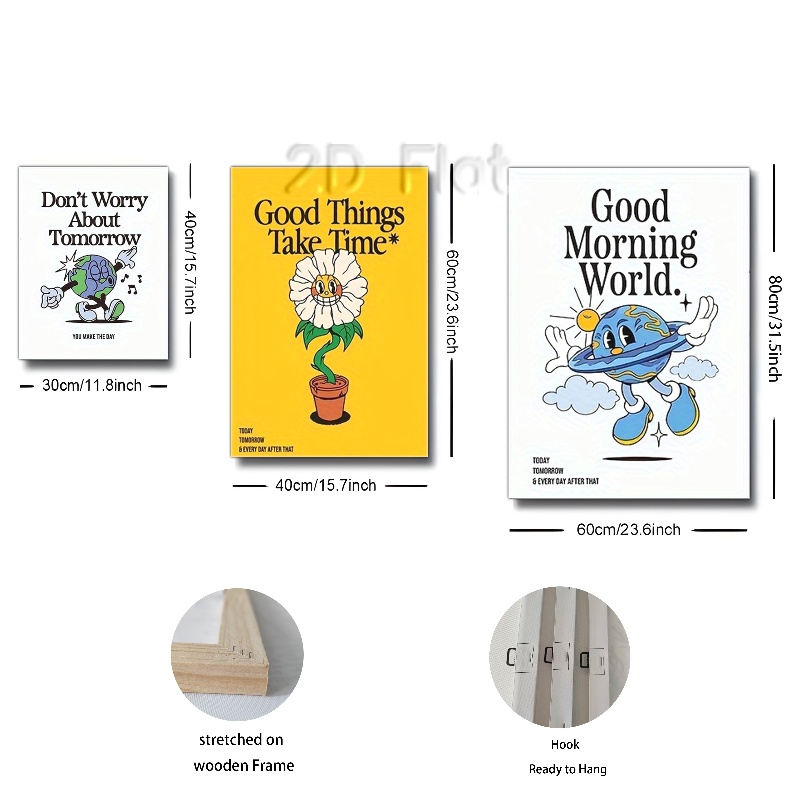 2D Flat
Don't Worry
About
Tomorrow
YOU MAKE THE DAY
40cm/15.7inch
30cm/11.8inch
Good Things
Take Time*
TODAY
TOMORROW
& EVERY DAY AFTER THAT
60cm/23.6inch
40cm/15.7inch
Good
Morning
World.
TODAY
TOMORROW
& EVERY DAY AFTER THAT
80cm/31.5inch
60cm/23.6inch
stretched on
wooden Frame
Hook
Ready to Hang